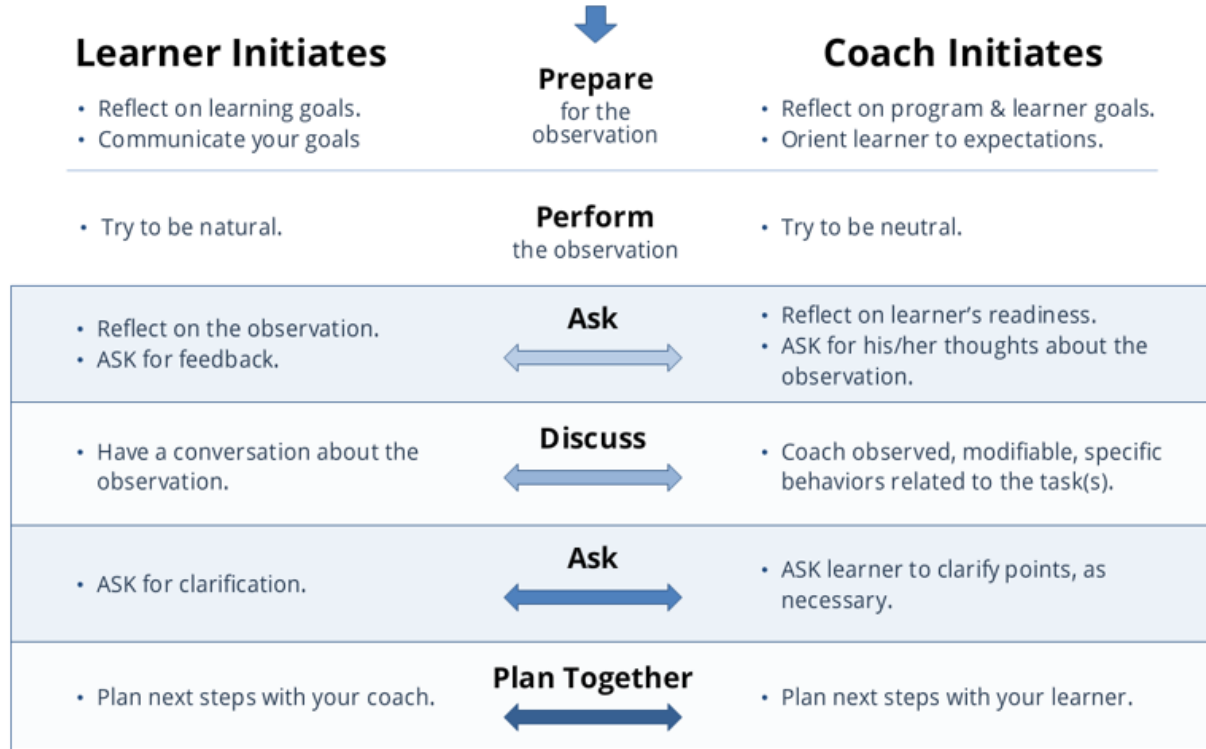 Learner Initiates
• Reflect on learning goals.
• Communicate your goals
Prepare
for the
observation
Coach Initiates
• Reflect on program & learner goals.
• Orient learner to expectations.
• Try to be natural.
Perform
the observation
• Try to be neutral.
• Reflect on the observation.
• ASK for feedback.
Ask
• Reflect on learner’s readiness.
• ASK for his/her thoughts about the
observation.
• Have a conversation about the
observation.
Discuss
• Coach observed, modifiable, specific
behaviors related to the task(s).
• ASK for clarification.
Ask
• ASK learner to clarify points, as
necessary.
• Plan next steps with your coach.
Plan Together
• Plan next steps with your learner.